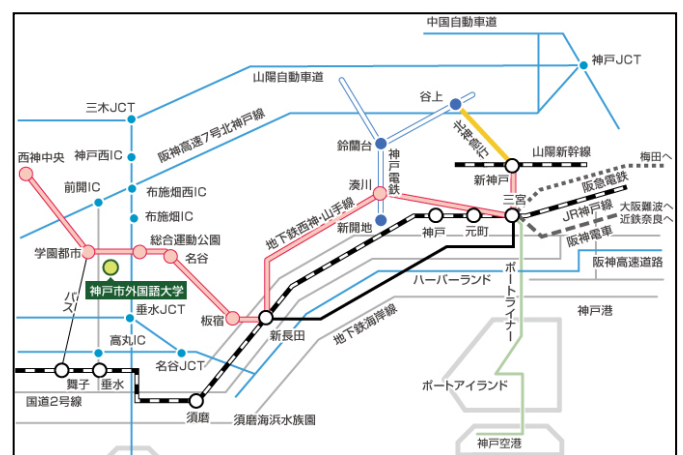 中国自動車道
神戸JCT
山陽自動車道
谷上
三木JCT
阪神高速7号北神戸線
北神急行
鈴蘭台
神戸電鉄
西神中央
神戸西IC
山陽新幹線
梅田へ
新神戸
阪急電鉄
前開IC
布施畑西IC
湊川
三宮
大阪難波へ
近鉄奈良へ
JR神戸線
布施畑IC
地下鉄西神・山手線
新開地
神戸
元町
阪神電車
学園都市
総合運動公園
名谷
阪神高速道路
神戸市外国語大学
ハーバーランド
ポートライナー
バス
垂水JCT
板宿
新長田
地下鉄海岸線
神戸港
高丸IC
名谷JCT
舞子
垂水
ポートアイランド
国道2号線
須磨
須磨海浜水族園
神戸空港